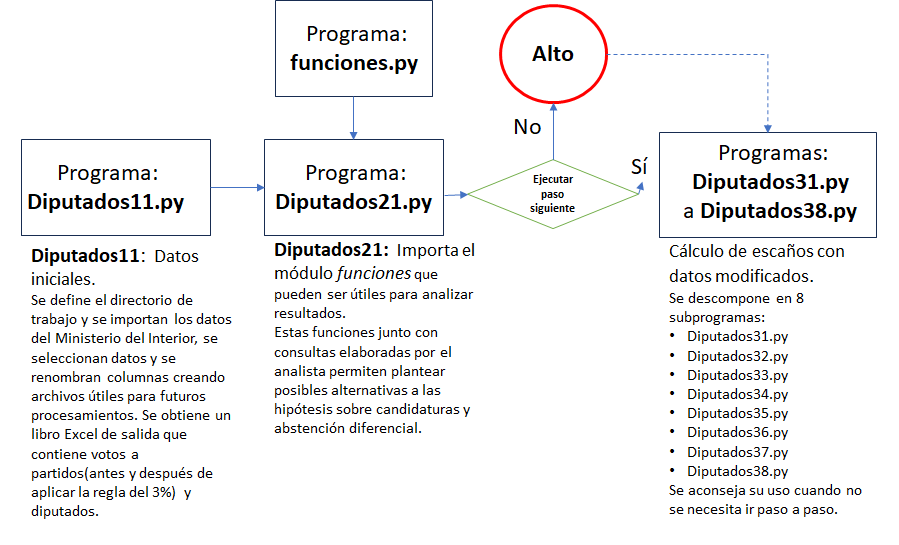 Programa:
funciones.py
Alto
No
Programa:
Diputados11.py
Programa:
Diputados21.py
Ejecutar
paso
siguiente
Sí
Programas:
Diputados31.py
a Diputados38.py
Diputados11: Datos
iniciales.
Se define el directorio de
trabajo y se importan los datos
del Ministerio del Interior, se
seleccionan datos y se
renombran columnas creando
archivos útiles para futuros
procesamientos. Se obtiene un
libro Excel de salida que
contiene votos a
partidos(antes y después de
aplicar la regla del 3%) y
diputados.
Diputados21: Importa el
módulo funciones que
pueden ser útiles para analizar
resultados.
Estas funciones junto con
consultas elaboradas por el
analista permiten plantear
posibles alternativas a las
hipótesis sobre candidaturas y
abstención diferencial.
Cálculo de escaños con
datos modificados.
Se descompone en 8
subprogramas:
• Diputados31.py
• Diputados32.py
• Diputados33.py
• Diputados34.py
• Diputados35.py
• Diputados36.py
• Diputados37.py
• Diputados38.py
Se aconseja su uso cuando no
se necesita ir paso a paso.